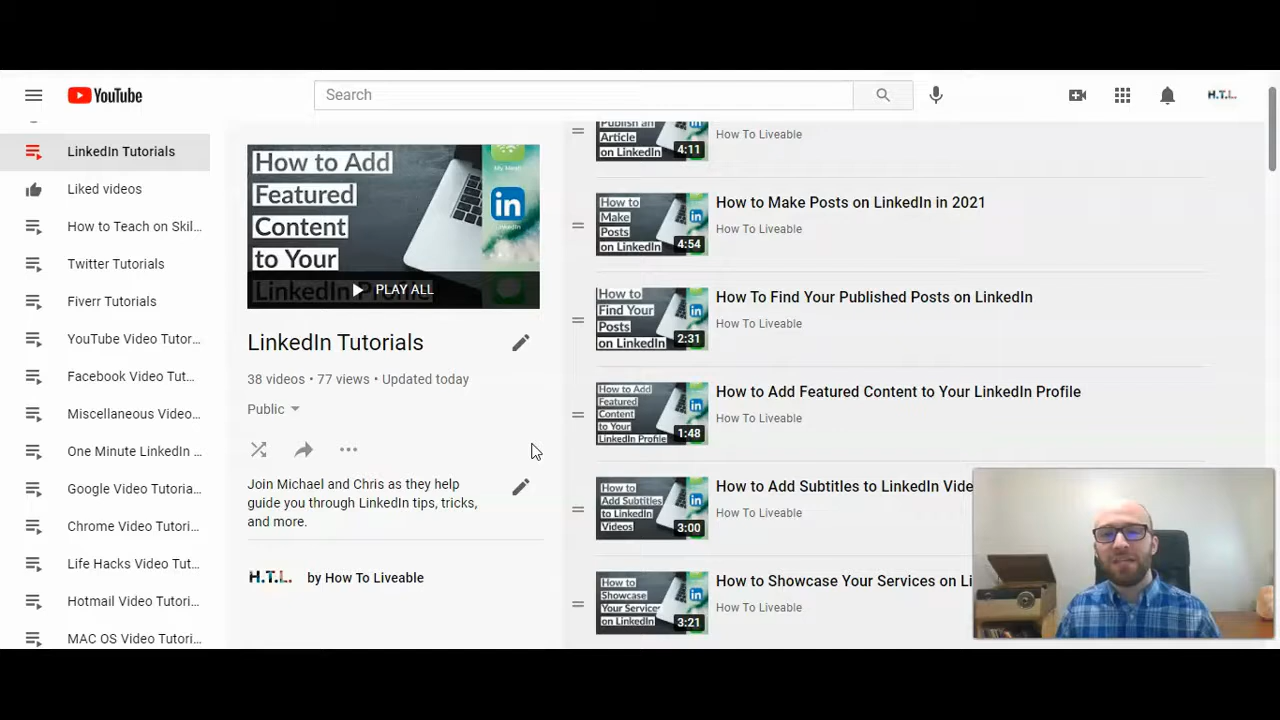 YouTube
Search
H.T.L.
LinkedIn Tutorials
Liked videos
How to Teach on Skil...
Twitter Tutorials
Fiverr Tutorials
YouTube Video Tutor...
Facebook Video Tut...
Miscellaneous Video...
One Minute LinkedIn ...
Google Video Tutoria...
Chrome Video Tutori...
Life Hacks Video Tut...
Hotmail Video Tutori...
MAC OS Video Tutori...
How to Add
Featured
Content
to Your
LinkedIn Profile
My Mesh
in
LinkedIn
PLAY ALL
LinkedIn Tutorials
38 videos • 77 views • Updated today
Public
Join Michael and Chris as they help
guide you through LinkedIn tips, tricks,
and more.
H.T.L.
by How To Liveable
Publish an
Article
on LinkedIn
4:11
How To Liveable
How to
Make
Posts
on LinkedIn
4:54
How to Make Posts on LinkedIn in 2021
How To Liveable
How to
Find Your
Posts
on LinkedIn
2:31
How To Find Your Published Posts on LinkedIn
How To Liveable
How to Add
Featured
Content
to Your
LinkedIn Profile
1:48
How to Add Featured Content to Your LinkedIn Profile
How To Liveable
How to
Add Subtitles
to LinkedIn
Videos
3:00
How to Add Subtitles to LinkedIn Vide
How To Liveable
How to
Showcase
Your Service
on LinkedIn
3:21
How to Showcase Your Services on Li
How To Liveable